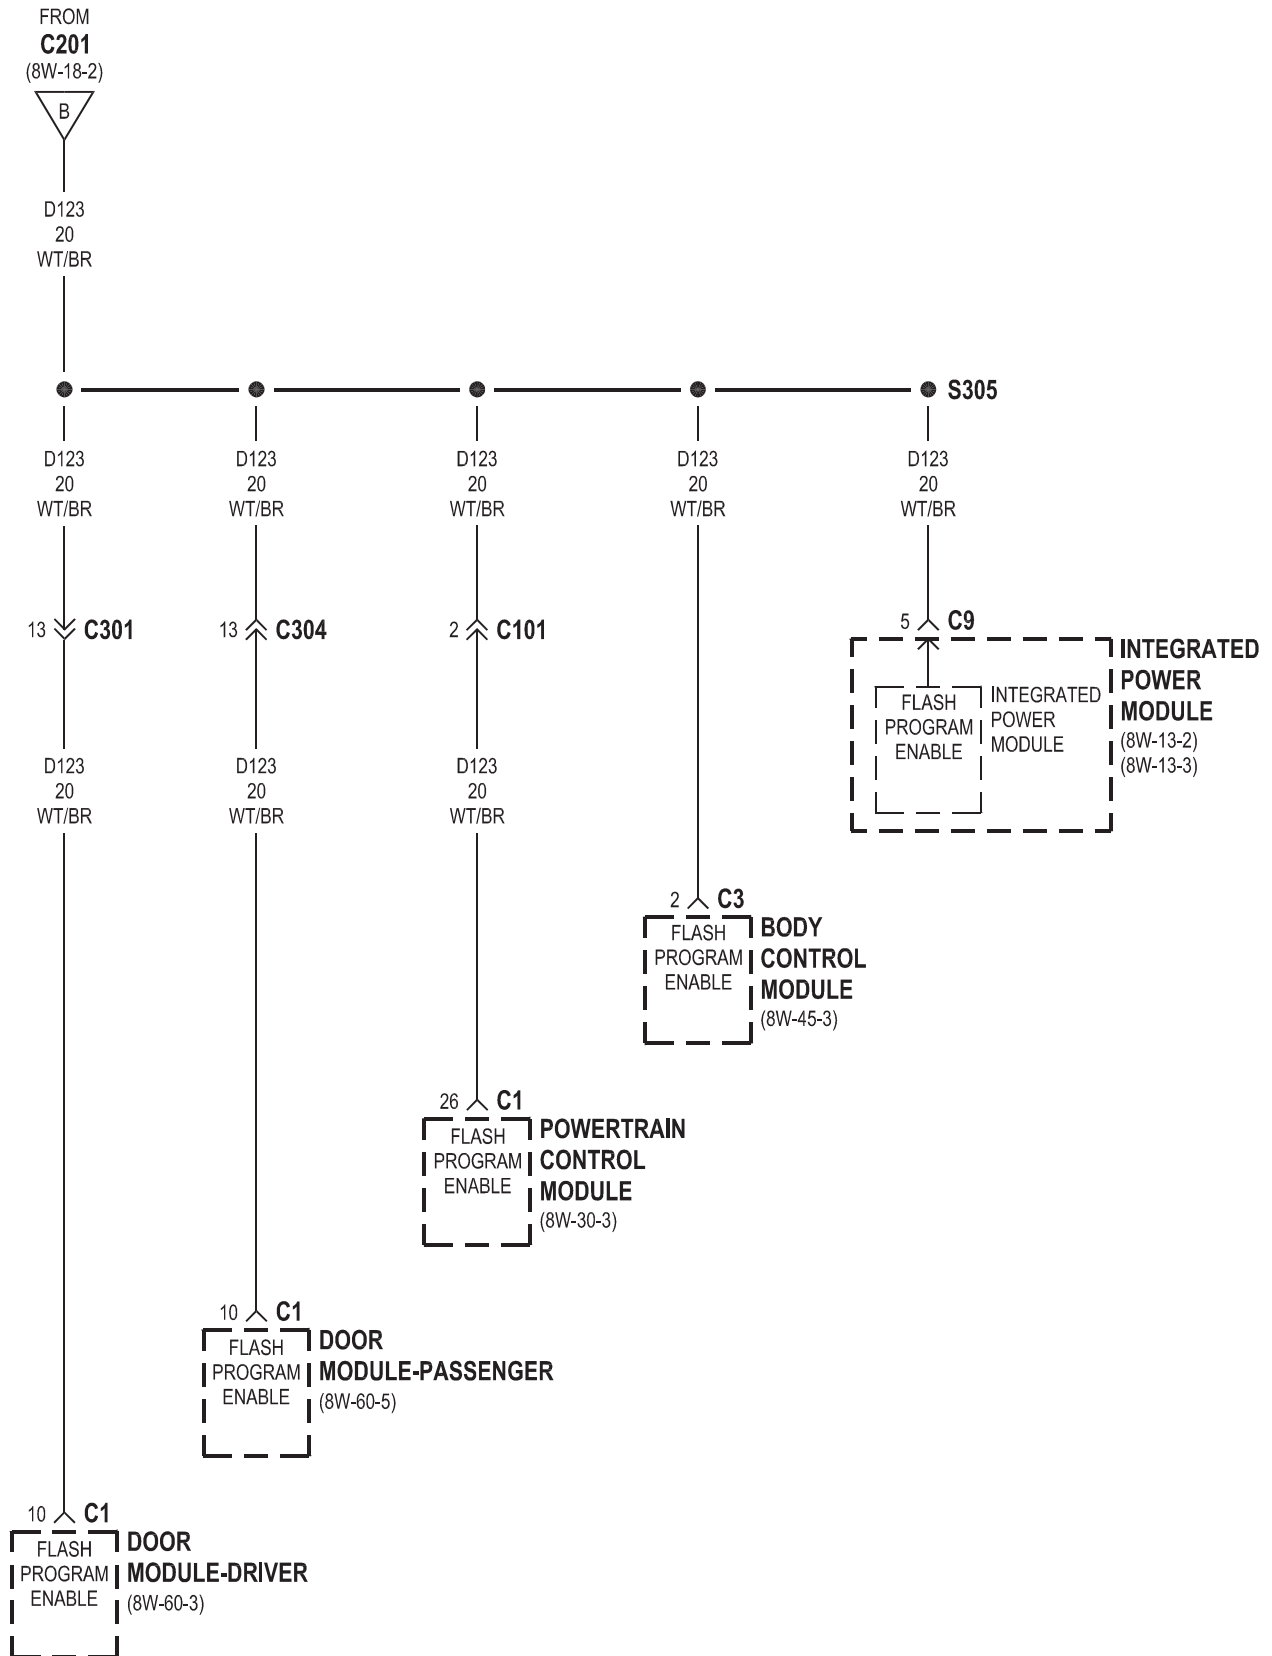 FROM
C201
(8W-18-2)
B
D123
20
WT/BR
S305
D123
20
WT/BR
D123
20
WT/BR
D123
20
WT/BR
D123
20
WT/BR
D123
20
WT/BR
13 C301
13 C304
2 C101
5 C9
INTEGRATED
POWER
MODULE
(8W-13-2)
(8W-13-3)
FLASH
PROGRAM
ENABLE
INTEGRATED
POWER
MODULE
D123
20
WT/BR
D123
20
WT/BR
D123
20
WT/BR
2 C3
FLASH
PROGRAM
ENABLE
BODY
CONTROL
MODULE
(8W-45-3)
26 C1
FLASH
PROGRAM
ENABLE
POWERTRAIN
CONTROL
MODULE
(8W-30-3)
10 C1
FLASH
PROGRAM
ENABLE
DOOR
MODULE-PASSENGER
(8W-60-5)
10 C1
FLASH
PROGRAM
ENABLE
DOOR
MODULE-DRIVER
(8W-60-3)